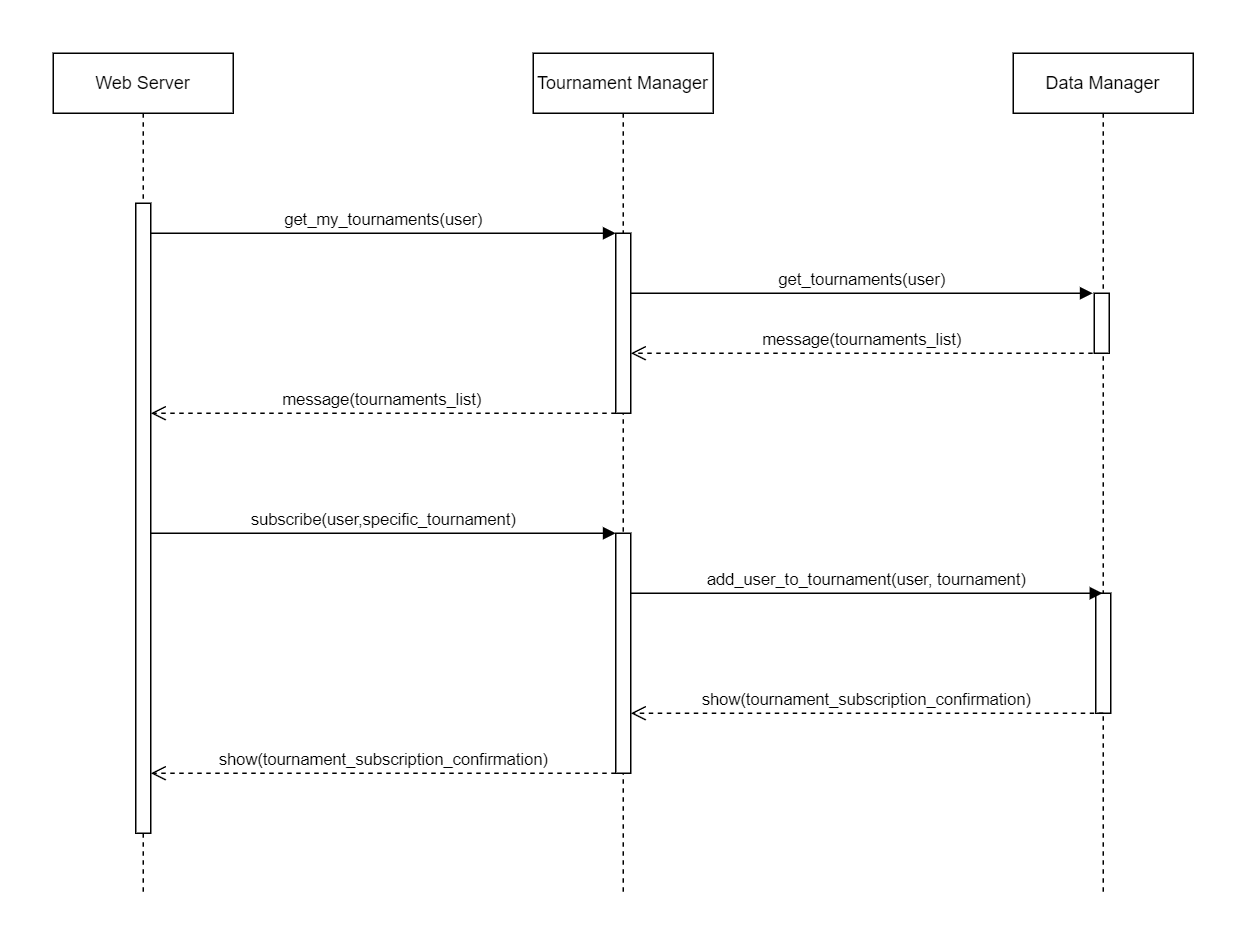 Web Server
Tournament Manager
Data Manager
get_my_tournaments(user)
get_tournaments(user)
message(tournaments_list)
message(tournaments_list)
subscribe(user,specific_tournament)
add_user_to_tournament(user, tournament)
show(tournament_subscription_confirmation)
show(tournament_subscription_confirmation)